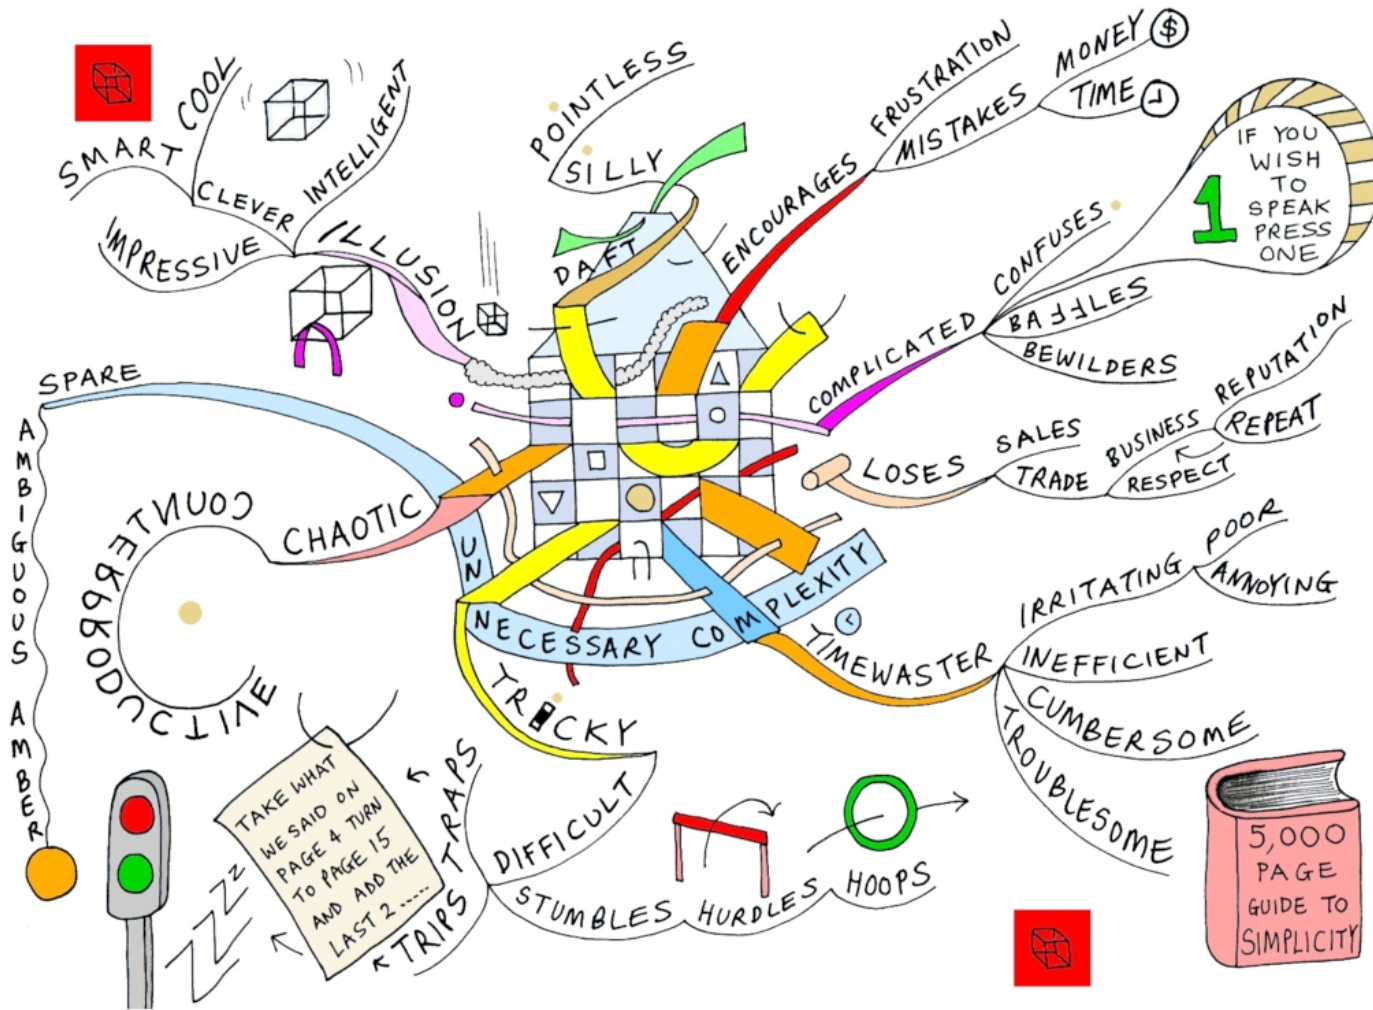 SMART
COOL
CLEVER
INTELLIGENT
IMPRESSIVE
ILLUSION
POINTLESS
SILLY
DAFT
ENCOURAGES
FRUSTRATION
MISTAKES
MONEY $
TIME
COMPLICATED
CONFUSES
BAFFLES
BEWILDERS
1
IF YOU
WISH
TO
SPEAK
PRESS
ONE
LOSES
SALES
TRADE
BUSINESS
RESPECT
REPUTATION
REPEAT
SPARE
AMBIGUOUS AMBER
CHAOTIC
COUNTERPRODUCTIVE
UN
NECESSARY COMPLEXITY
TIMEWASTER
IRRITATING
POOR
ANNOYING
INEFFICIENT
CUMBERSOME
TROUBLESOME
TRiCKY
DIFFICULT
TRAPS
TRIPS
STUMBLES
HURDLES
HOOPS
TAKE WHAT
WE SAID ON
PAGE 4 TURN
TO PAGE 15
AND ADD THE
LAST 2.....
ZZZZ
5,000
PAGE
GUIDE TO
SIMPLICITY